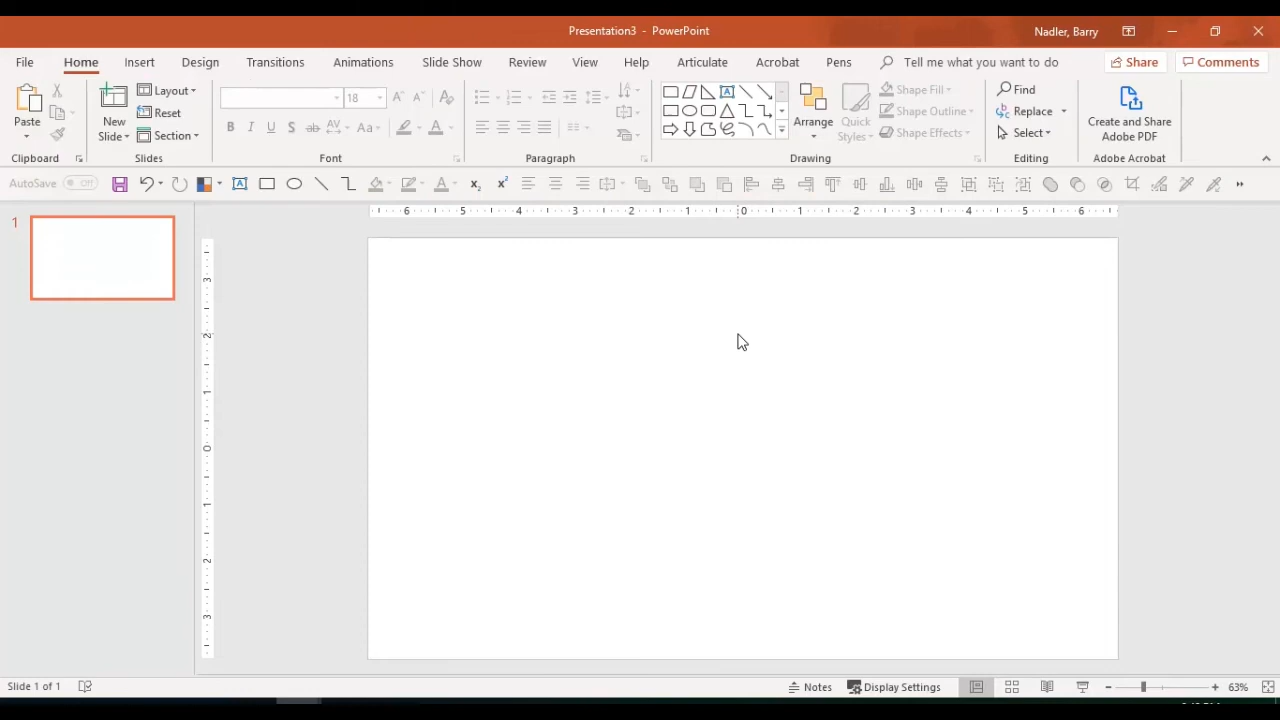 Presentation3 - PowerPoint
Nadler, Barry
File Home Insert Design Transitions Animations Slide Show Review View Help Articulate Acrobat Pens Tell me what you want to do Share Comments
Paste
New Slide
Layout
Reset
Section
18
B I U S ab AV Aa A
Arrange
Quick Styles
Shape Fill
Shape Outline
Shape Effects
Find
Replace
Select
Create and Share Adobe PDF
Clipboard Slides Font Paragraph Drawing Editing Adobe Acrobat
AutoSave Off
6 5 4 3 2 1 0 1 2 3 4 5 6
1
3
2
1
0
1
2
3
Slide 1 of 1
Notes Display Settings 63%